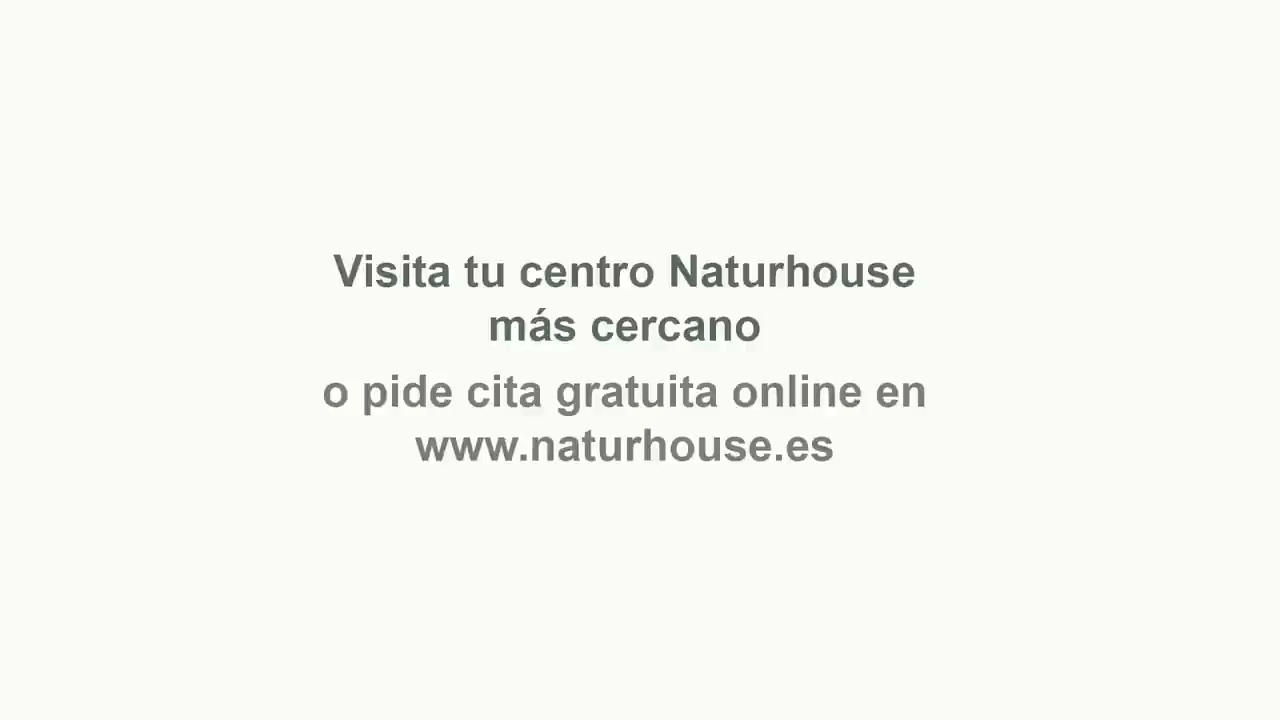 Visita tu centro Naturhouse
más cercano
o pide cita gratuita online en
www.naturhouse.es